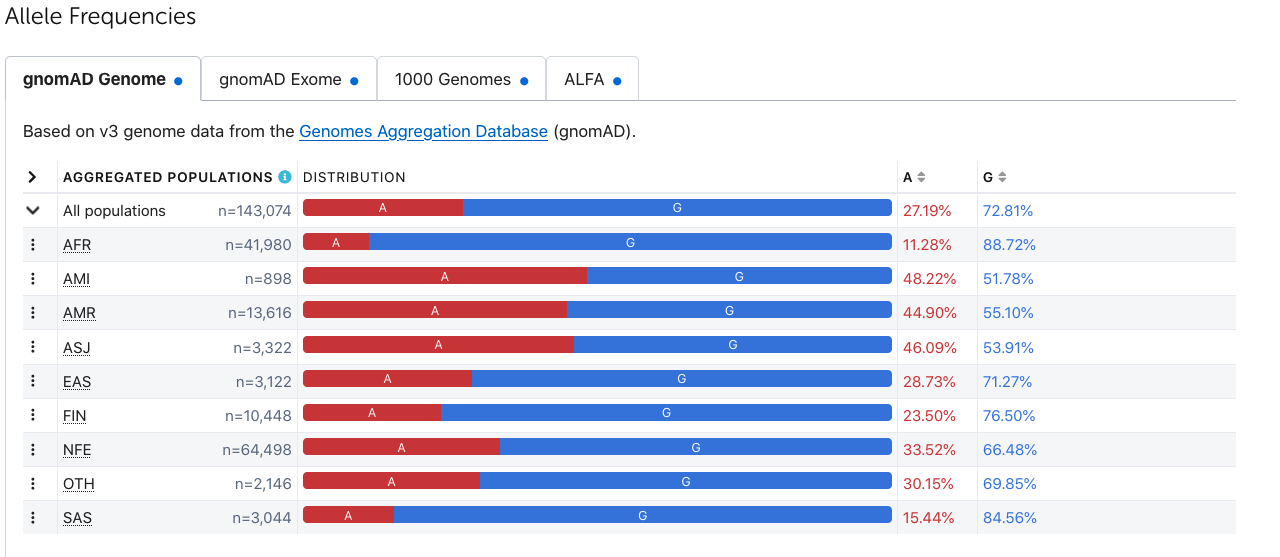 Allele Frequencies
gnomAD Genome gnomAD Exome 1000 Genomes ALFA
Based on v3 genome data from the Genomes Aggregation Database (gnomAD).
AGGREGATED POPULATIONS i DISTRIBUTION A G
All populations n=143,074 A G 27.19% 72.81%
AFR n=41,980 A G 11.28% 88.72%
AMI n=898 A G 48.22% 51.78%
AMR n=13,616 A G 44.90% 55.10%
ASJ n=3,322 A G 46.09% 53.91%
EAS n=3,122 A G 28.73% 71.27%
FIN n=10,448 A G 23.50% 76.50%
NFE n=64,498 A G 33.52% 66.48%
OTH n=2,146 A G 30.15% 69.85%
SAS n=3,044 A G 15.44% 84.56%